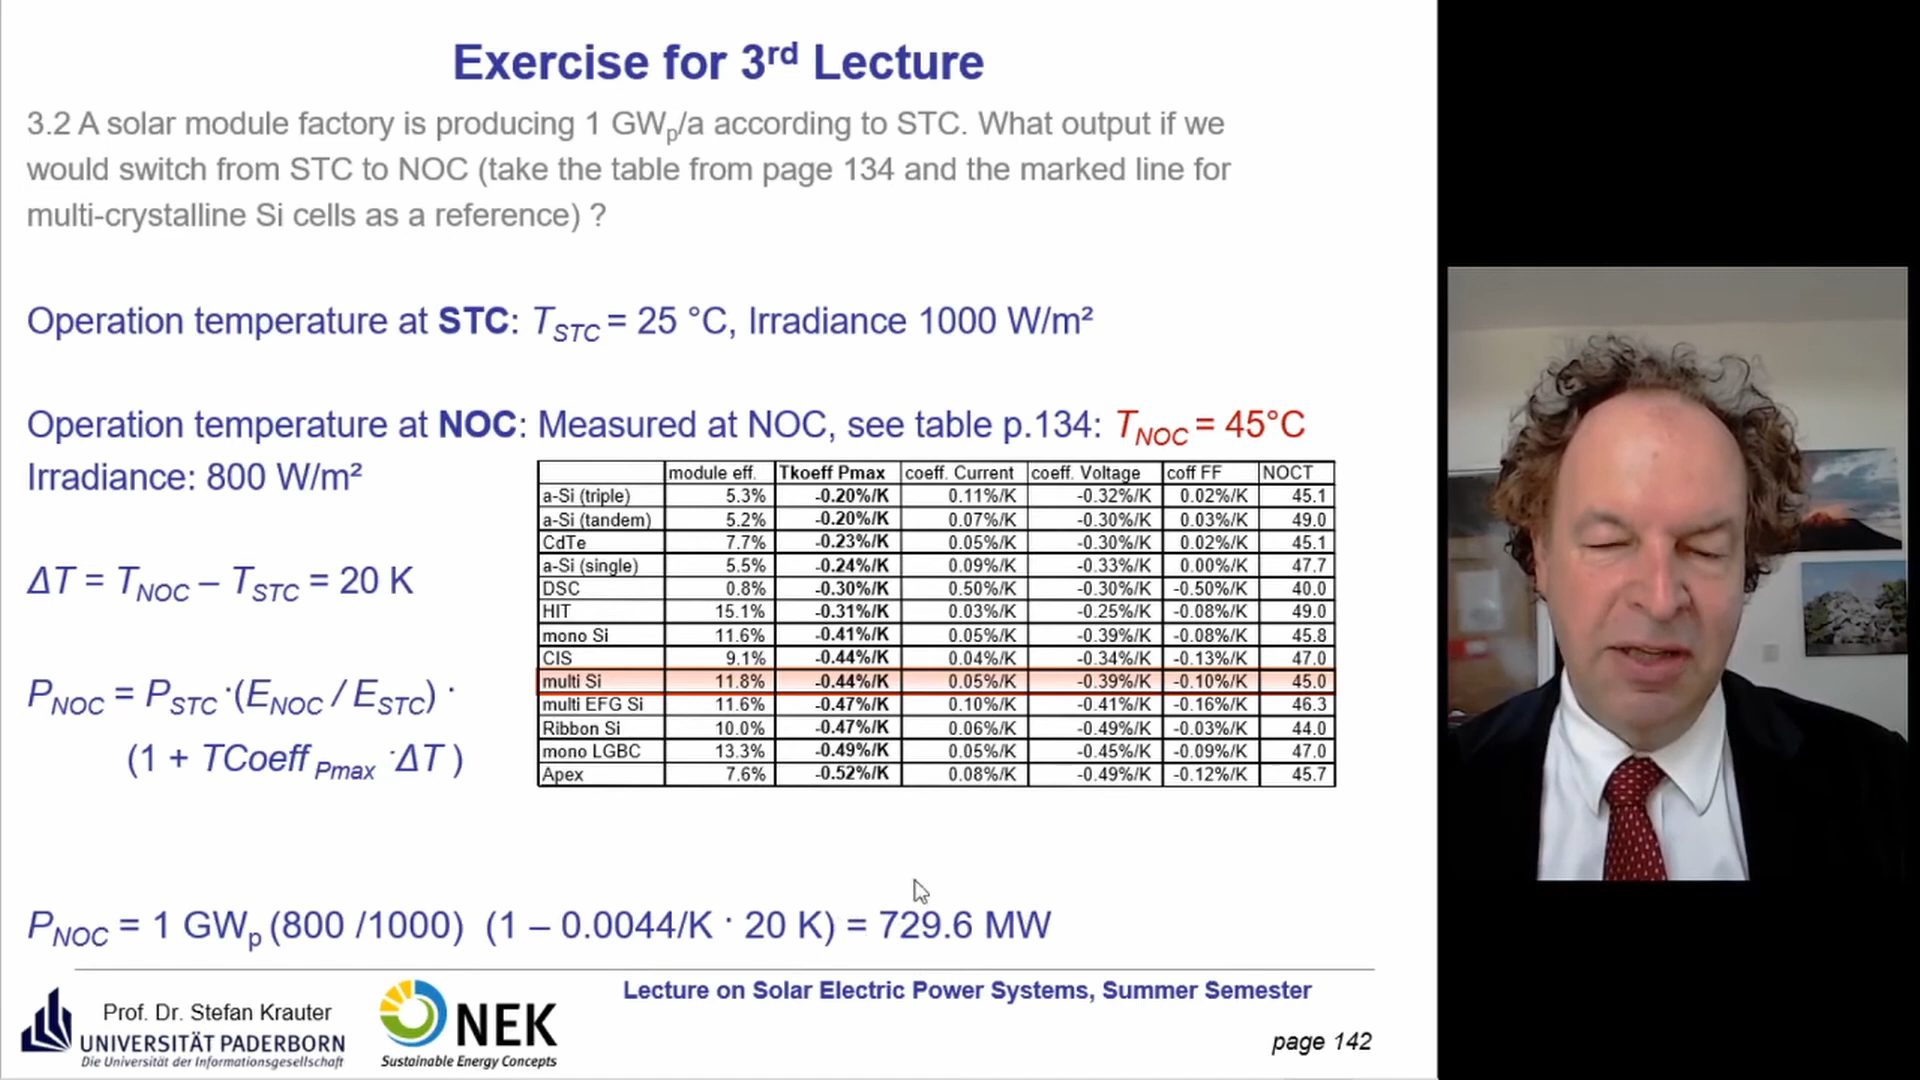 Exercise for 3rd Lecture
3.2 A solar module factory is producing 1 GWp/a according to STC. What output if we
would switch from STC to NOC (take the table from page 134 and the marked line for
multi-crystalline Si cells as a reference) ?
Operation temperature at STC: TSTC = 25 °C, Irradiance 1000 W/m²
Operation temperature at NOC: Measured at NOC, see table p.134: TNOC = 45°C
Irradiance: 800 W/m²
ΔT = TNOC – TSTC = 20 K
PNOC = PSTC ·(ENOC / ESTC) ·
(1 + TCoeff Pmax ·ΔT )
module eff. Tkoeff Pmax coeff. Current coeff. Voltage coff FF NOCT
a-Si (triple) 5.3% -0.20%/K 0.11%/K -0.32%/K 0.02%/K 45.1
a-Si (tandem) 5.2% -0.20%/K 0.07%/K -0.30%/K 0.03%/K 49.0
CdTe 7.7% -0.23%/K 0.05%/K -0.30%/K 0.02%/K 45.1
a-Si (single) 5.5% -0.24%/K 0.09%/K -0.33%/K 0.00%/K 47.7
DSC 0.8% -0.30%/K 0.50%/K -0.30%/K -0.50%/K 40.0
HIT 15.1% -0.31%/K 0.03%/K -0.25%/K -0.08%/K 49.0
mono Si 11.6% -0.41%/K 0.05%/K -0.39%/K -0.08%/K 45.8
CIS 9.1% -0.44%/K 0.04%/K -0.34%/K -0.13%/K 47.0
multi Si 11.8% -0.44%/K 0.05%/K -0.39%/K -0.10%/K 45.0
multi EFG Si 11.6% -0.47%/K 0.10%/K -0.41%/K -0.16%/K 46.3
Ribbon Si 10.0% -0.47%/K 0.06%/K -0.49%/K -0.03%/K 44.0
mono LGBC 13.3% -0.49%/K 0.05%/K -0.45%/K -0.09%/K 47.0
Apex 7.6% -0.52%/K 0.08%/K -0.49%/K -0.12%/K 45.7
PNOC = 1 GWp (800 /1000) (1 – 0.0044/K · 20 K) = 729.6 MW
Prof. Dr. Stefan Krauter
UNIVERSITÄT PADERBORN
Die Universität der Informationsgesellschaft
NEK
Sustainable Energy Concepts
Lecture on Solar Electric Power Systems, Summer Semester
page 142